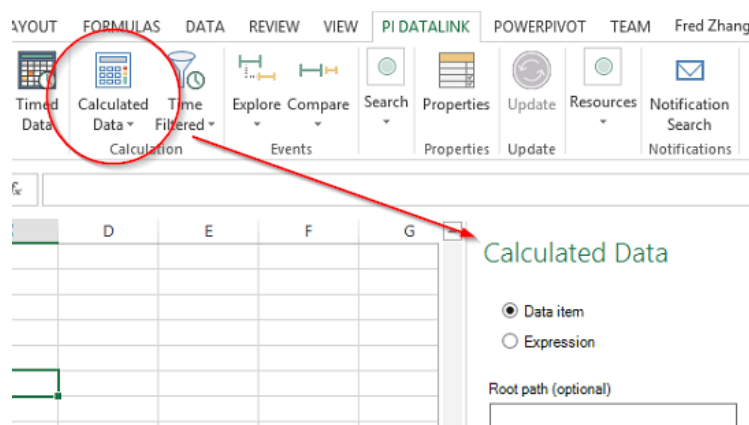 AYOUT FORMULAS DATA REVIEW VIEW PI DATALINK POWERPIVOT TEAM Fred Zhang
Timed Calculated Time Explore Compare Search Properties Update Resources Notification
Data Data Filtered Search
Calculation Events Properties Update Notifications
fx
D E F G
Calculated Data
Data item
Expression
Root path (optional)